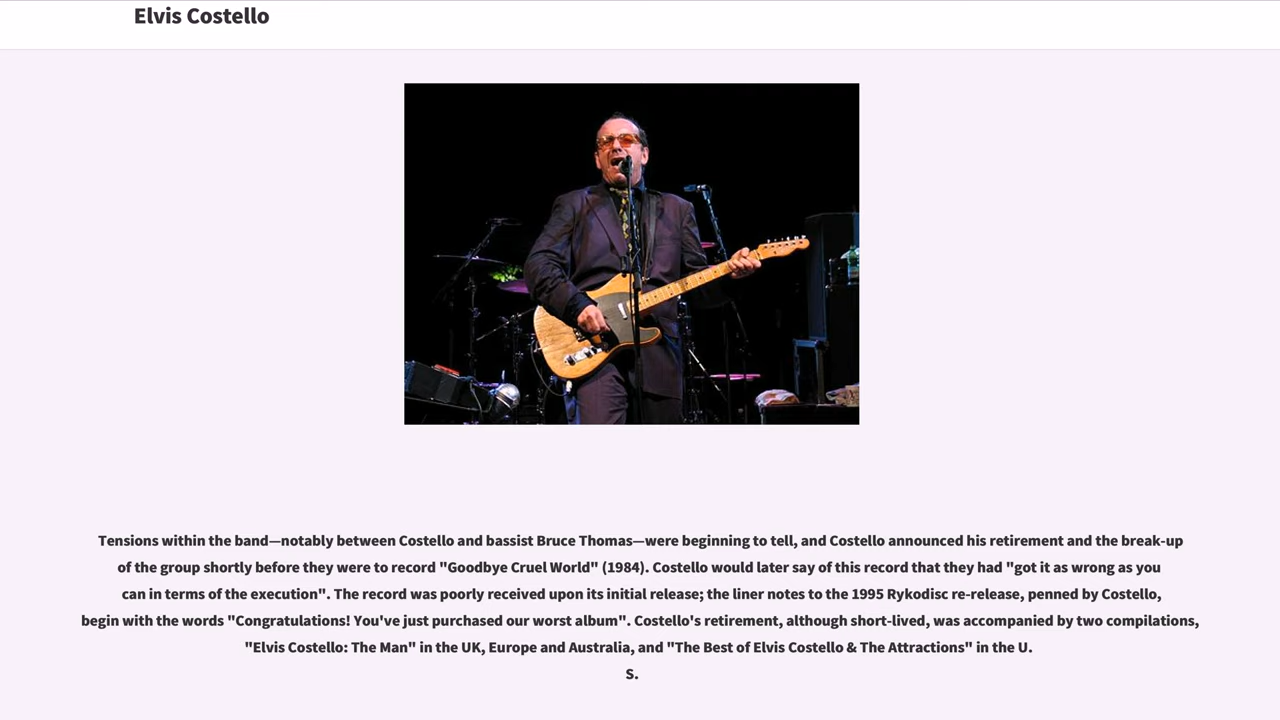 Elvis Costello
Tensions within the band—notably between Costello and bassist Bruce Thomas—were beginning to tell, and Costello announced his retirement and the break-up
of the group shortly before they were to record "Goodbye Cruel World" (1984). Costello would later say of this record that they had "got it as wrong as you
can in terms of the execution". The record was poorly received upon its initial release; the liner notes to the 1995 Rykodisc re-release, penned by Costello,
begin with the words "Congratulations! You've just purchased our worst album". Costello's retirement, although short-lived, was accompanied by two compilations,
"Elvis Costello: The Man" in the UK, Europe and Australia, and "The Best of Elvis Costello & The Attractions" in the U.
S.